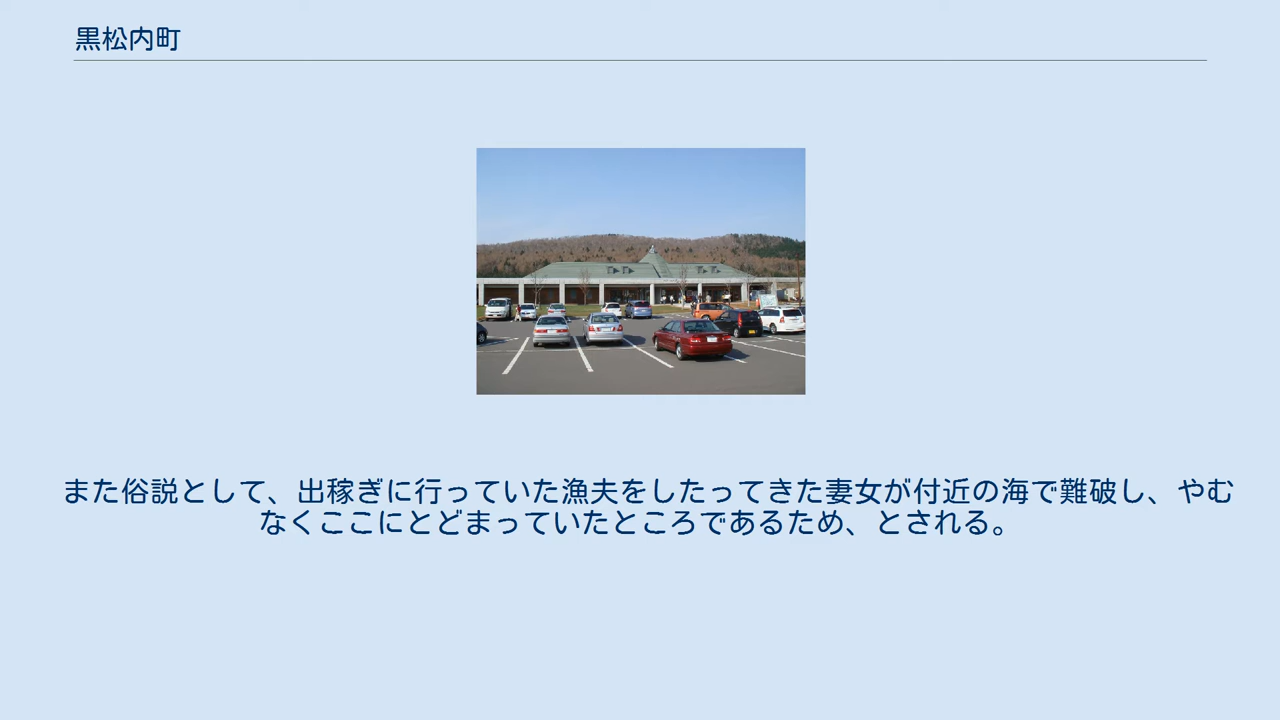 黒松内町
また俗説として、出稼ぎに行っていた漁夫をしたってきた妻女が付近の海で難破し、やむ
なくここにとどまっていたところであるため、とされる。